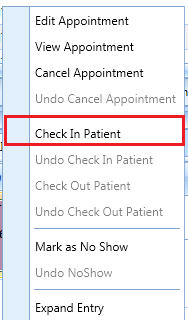 Edit Appointment
View Appointment
Cancel Appointment
Undo Cancel Appointment
Check In Patient
Undo Check In Patient
Check Out Patient
Undo Check Out Patient
Mark as No Show
Undo NoShow
Expand Entry